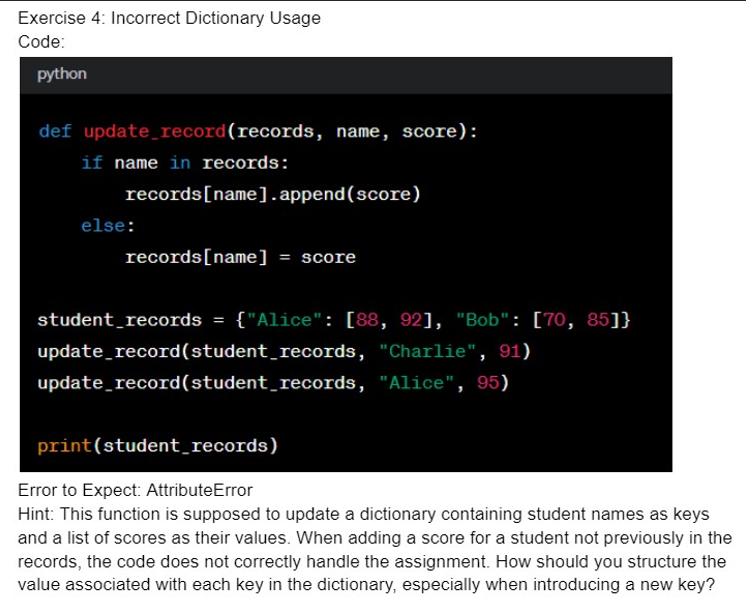 Exercise 4: Incorrect Dictionary Usage
Code:
python
def update_record(records, name, score):
    if name in records:
        records[name].append(score)
    else:
        records[name] = score
student_records = {"Alice": [88, 92], "Bob": [70, 85]}
update_record(student_records, "Charlie", 91)
update_record(student_records, "Alice", 95)
print(student_records)
Error to Expect: AttributeError
Hint: This function is supposed to update a dictionary containing student names as keys
and a list of scores as their values. When adding a score for a student not previously in the
records, the code does not correctly handle the assignment. How should you structure the
value associated with each key in the dictionary, especially when introducing a new key?